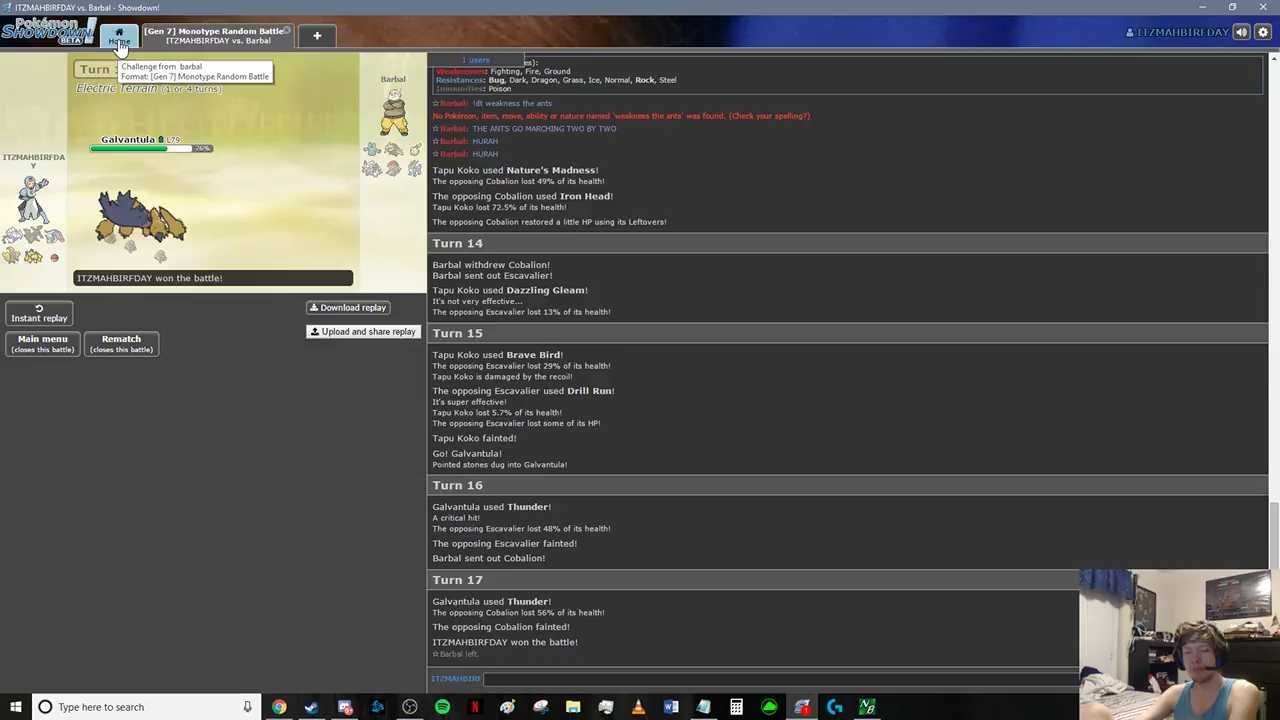 ITZMAHBIRFDAY vs. Barbal - Showdown!
Pokémon
SHOWDOWN!
BETA
Home
[Gen 7] Monotype Random Battle
ITZMAHBIRFDAY vs. Barbal
+
ITZMAHBIRFDAY
Challenge from barbal
Format: [Gen 7] Monotype Random Battle
Turn
Electric Terrain (1 or 4 turns)
Barbal
Galvantula L79
76%
ITZMAHBIRFDA
Y
ITZMAHBIRFDAY won the battle!
Instant replay
Download replay
Upload and share replay
Main menu
(closes this battle)
Rematch
(closes this battle)
users
Weaknesses: Fighting, Fire, Ground
Resistances: Bug, Dark, Dragon, Grass, Ice, Normal, Rock, Steel
Immunities: Poison
☆Barbal: !dt weakness the ants
No Pokémon, item, move, ability or nature named 'weakness the ants' was found. (Check your spelling?)
☆Barbal: THE ANTS GO MARCHING TWO BY TWO
☆Barbal: HURAH
☆Barbal: HURAH
Tapu Koko used Nature's Madness!
The opposing Cobalion lost 49% of its health!
The opposing Cobalion used Iron Head!
Tapu Koko lost 72.5% of its health!
The opposing Cobalion restored a little HP using its Leftovers!
Turn 14
Barbal withdrew Cobalion!
Barbal sent out Escavalier!
Tapu Koko used Dazzling Gleam!
It's not very effective...
The opposing Escavalier lost 13% of its health!
Turn 15
Tapu Koko used Brave Bird!
The opposing Escavalier lost 29% of its health!
Tapu Koko is damaged by the recoil!
The opposing Escavalier used Drill Run!
It's super effective!
Tapu Koko lost 5.7% of its health!
The opposing Escavalier lost some of its HP!
Tapu Koko fainted!
Go! Galvantula!
Pointed stones dug into Galvantula!
Turn 16
Galvantula used Thunder!
A critical hit!
The opposing Escavalier lost 48% of its health!
The opposing Escavalier fainted!
Barbal sent out Cobalion!
Turn 17
Galvantula used Thunder!
The opposing Cobalion lost 56% of its health!
The opposing Cobalion fainted!
ITZMAHBIRFDAY won the battle!
☆Barbal left.
ITZMAHBIRF
Type here to search